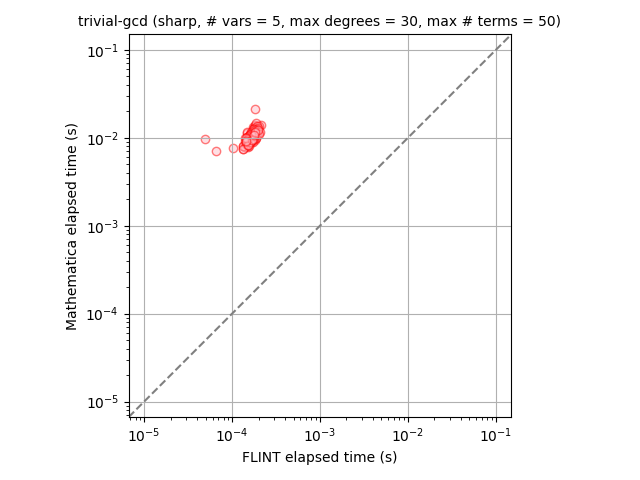 trivial-gcd (sharp, # vars = 5, max degrees = 30, max # terms = 50)
10⁻¹
10⁻²
10⁻³
10⁻⁴
10⁻⁵
Mathematica elapsed time (s)
10⁻⁵ 10⁻⁴ 10⁻³ 10⁻² 10⁻¹
FLINT elapsed time (s)